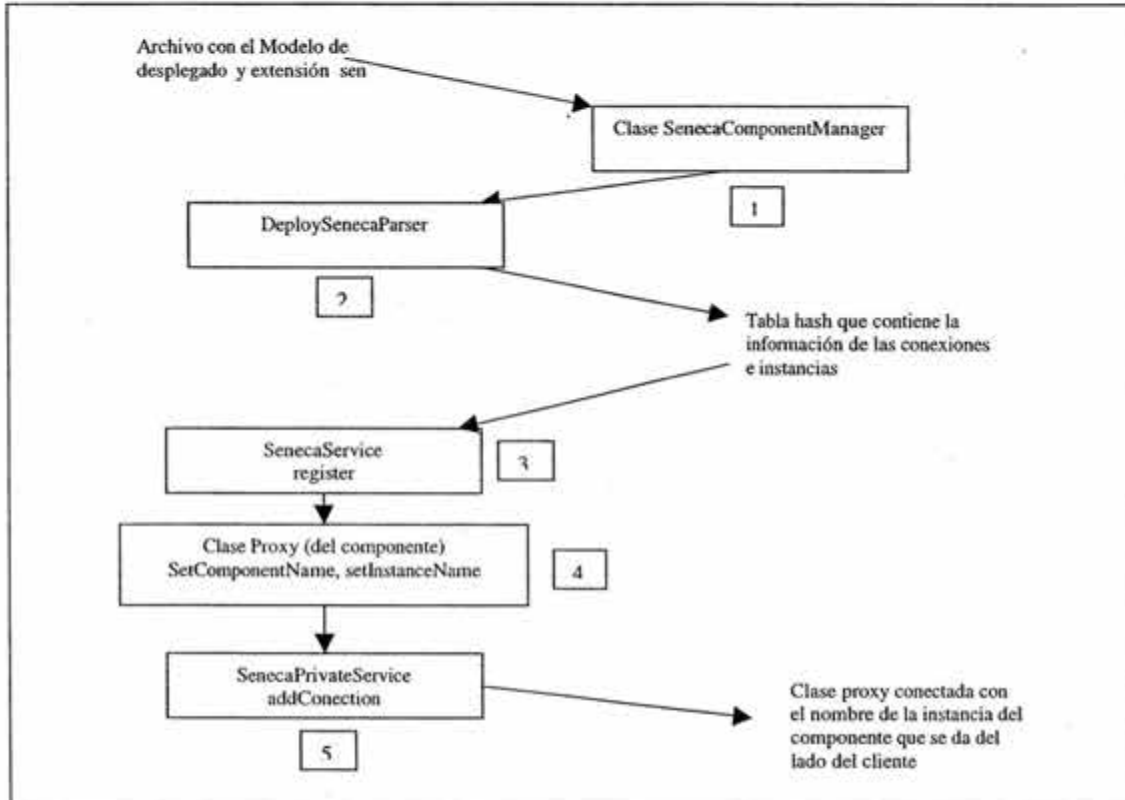 Archivo con el Modelo de
desplegado y extensión sen
Clase SenecaComponentManager
1
DeploySenecaParser
2
Tabla hash que contiene la
información de las conexiones
e instancias
SenecaService
register
3
Clase Proxy (del componente)
SetComponentName, setInstanceName
4
SenecaPrivateService
addConection
5
Clase proxy conectada con
el nombre de la instancia del
componente que se da del
lado del cliente